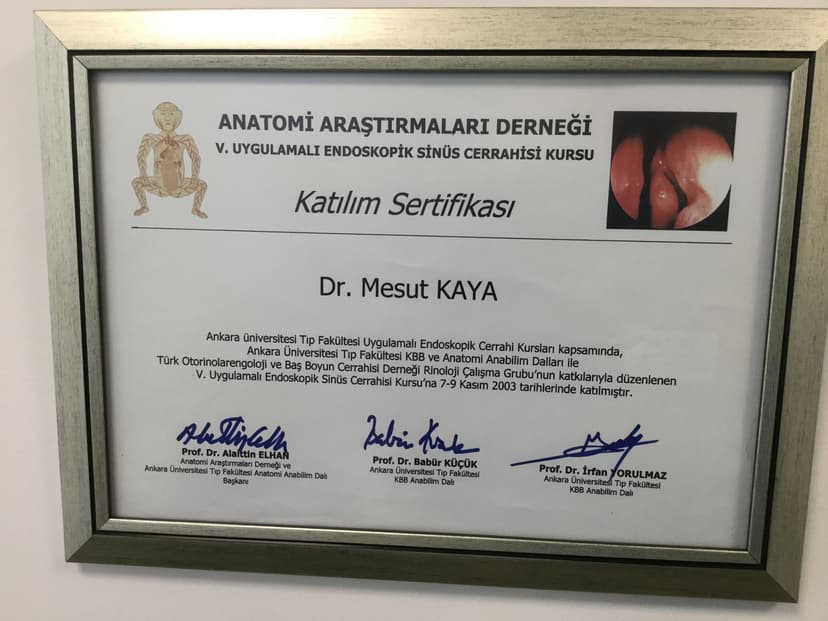 ANATOMİ ARAŞTIRMALARI DERNEĞİ
V. UYGULAMALI ENDOSKOPİK SİNÜS CERRAHİSİ KURSU
Katılım Sertifikası
Dr. Mesut KAYA
Ankara üniversitesi Tıp Fakültesi Uygulamalı Endoskopik Cerrahi Kursları kapsamında,
Ankara Üniversitesi Tıp Fakültesi KBB ve Anatomi Anabilim Dalları ile
Türk Otorinolarengoloji ve Baş Boyun Cerrahisi Derneği Rinoloji Çalışma Grubu'nun katkılarıyla düzenlenen
V. Uygulamalı Endoskopik Sinüs Cerrahisi Kursu'na 7-9 Kasım 2003 tarihlerinde katılmıştır.
Prof. Dr. Alaittin ELHAN
Anatomi Araştırmaları Derneği ve
Ankara Üniversitesi Tıp Fakültesi Anatomi Anabilim Dalı
Başkanı
Prof. Dr. Babür KÜÇÜK
Ankara Üniversitesi Tıp Fakültesi
KBB Anabilim Dalı
Prof. Dr. İrfan YORULMAZ
Ankara Üniversitesi Tıp Fakültesi
KBB Anabilim Dalı